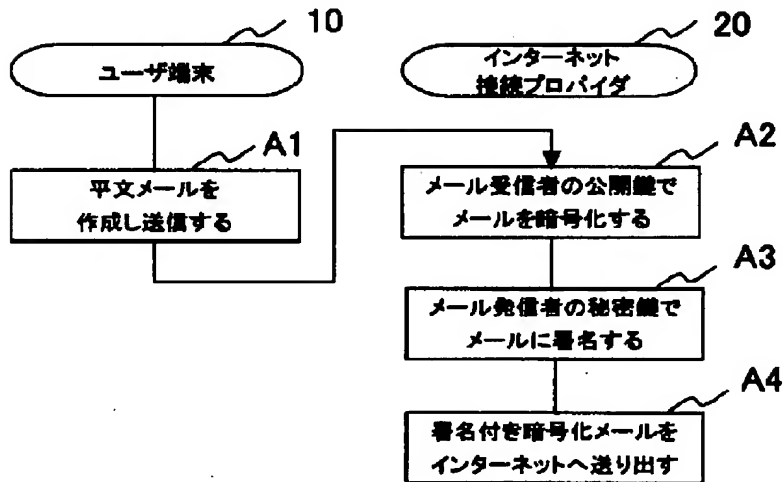 10
ユーザ端末
20
インターネット
接続プロバイダ
A1
平文メールを
作成し送信する
A2
メール受信者の公開鍵で
メールを暗号化する
A3
メール発信者の秘密鍵で
メールに署名する
A4
署名付き暗号化メールを
インターネットへ送り出す